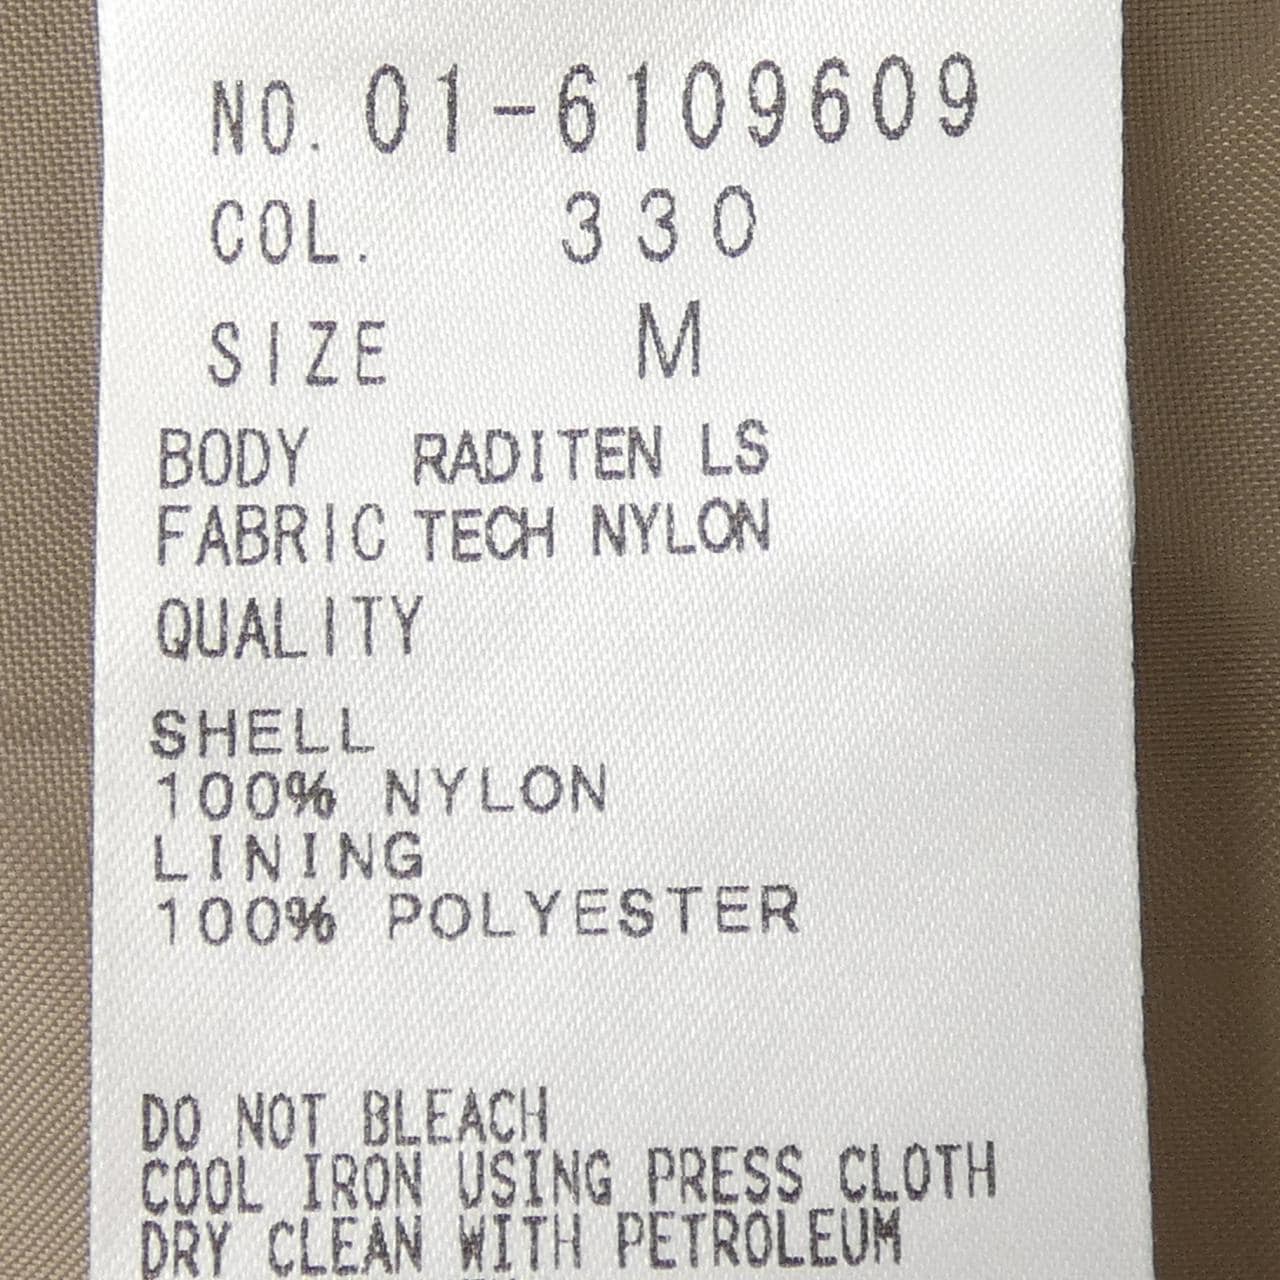 NO. 01-6109609
COL. 330
SIZE M
BODY RADITEN LS
FABRIC TECH NYLON
QUALITY
SHELL
100% NYLON
LINING
100% POLYESTER
DO NOT BLEACH
COOL IRON USING PRESS CLOTH
DRY CLEAN WITH PETROLEUM